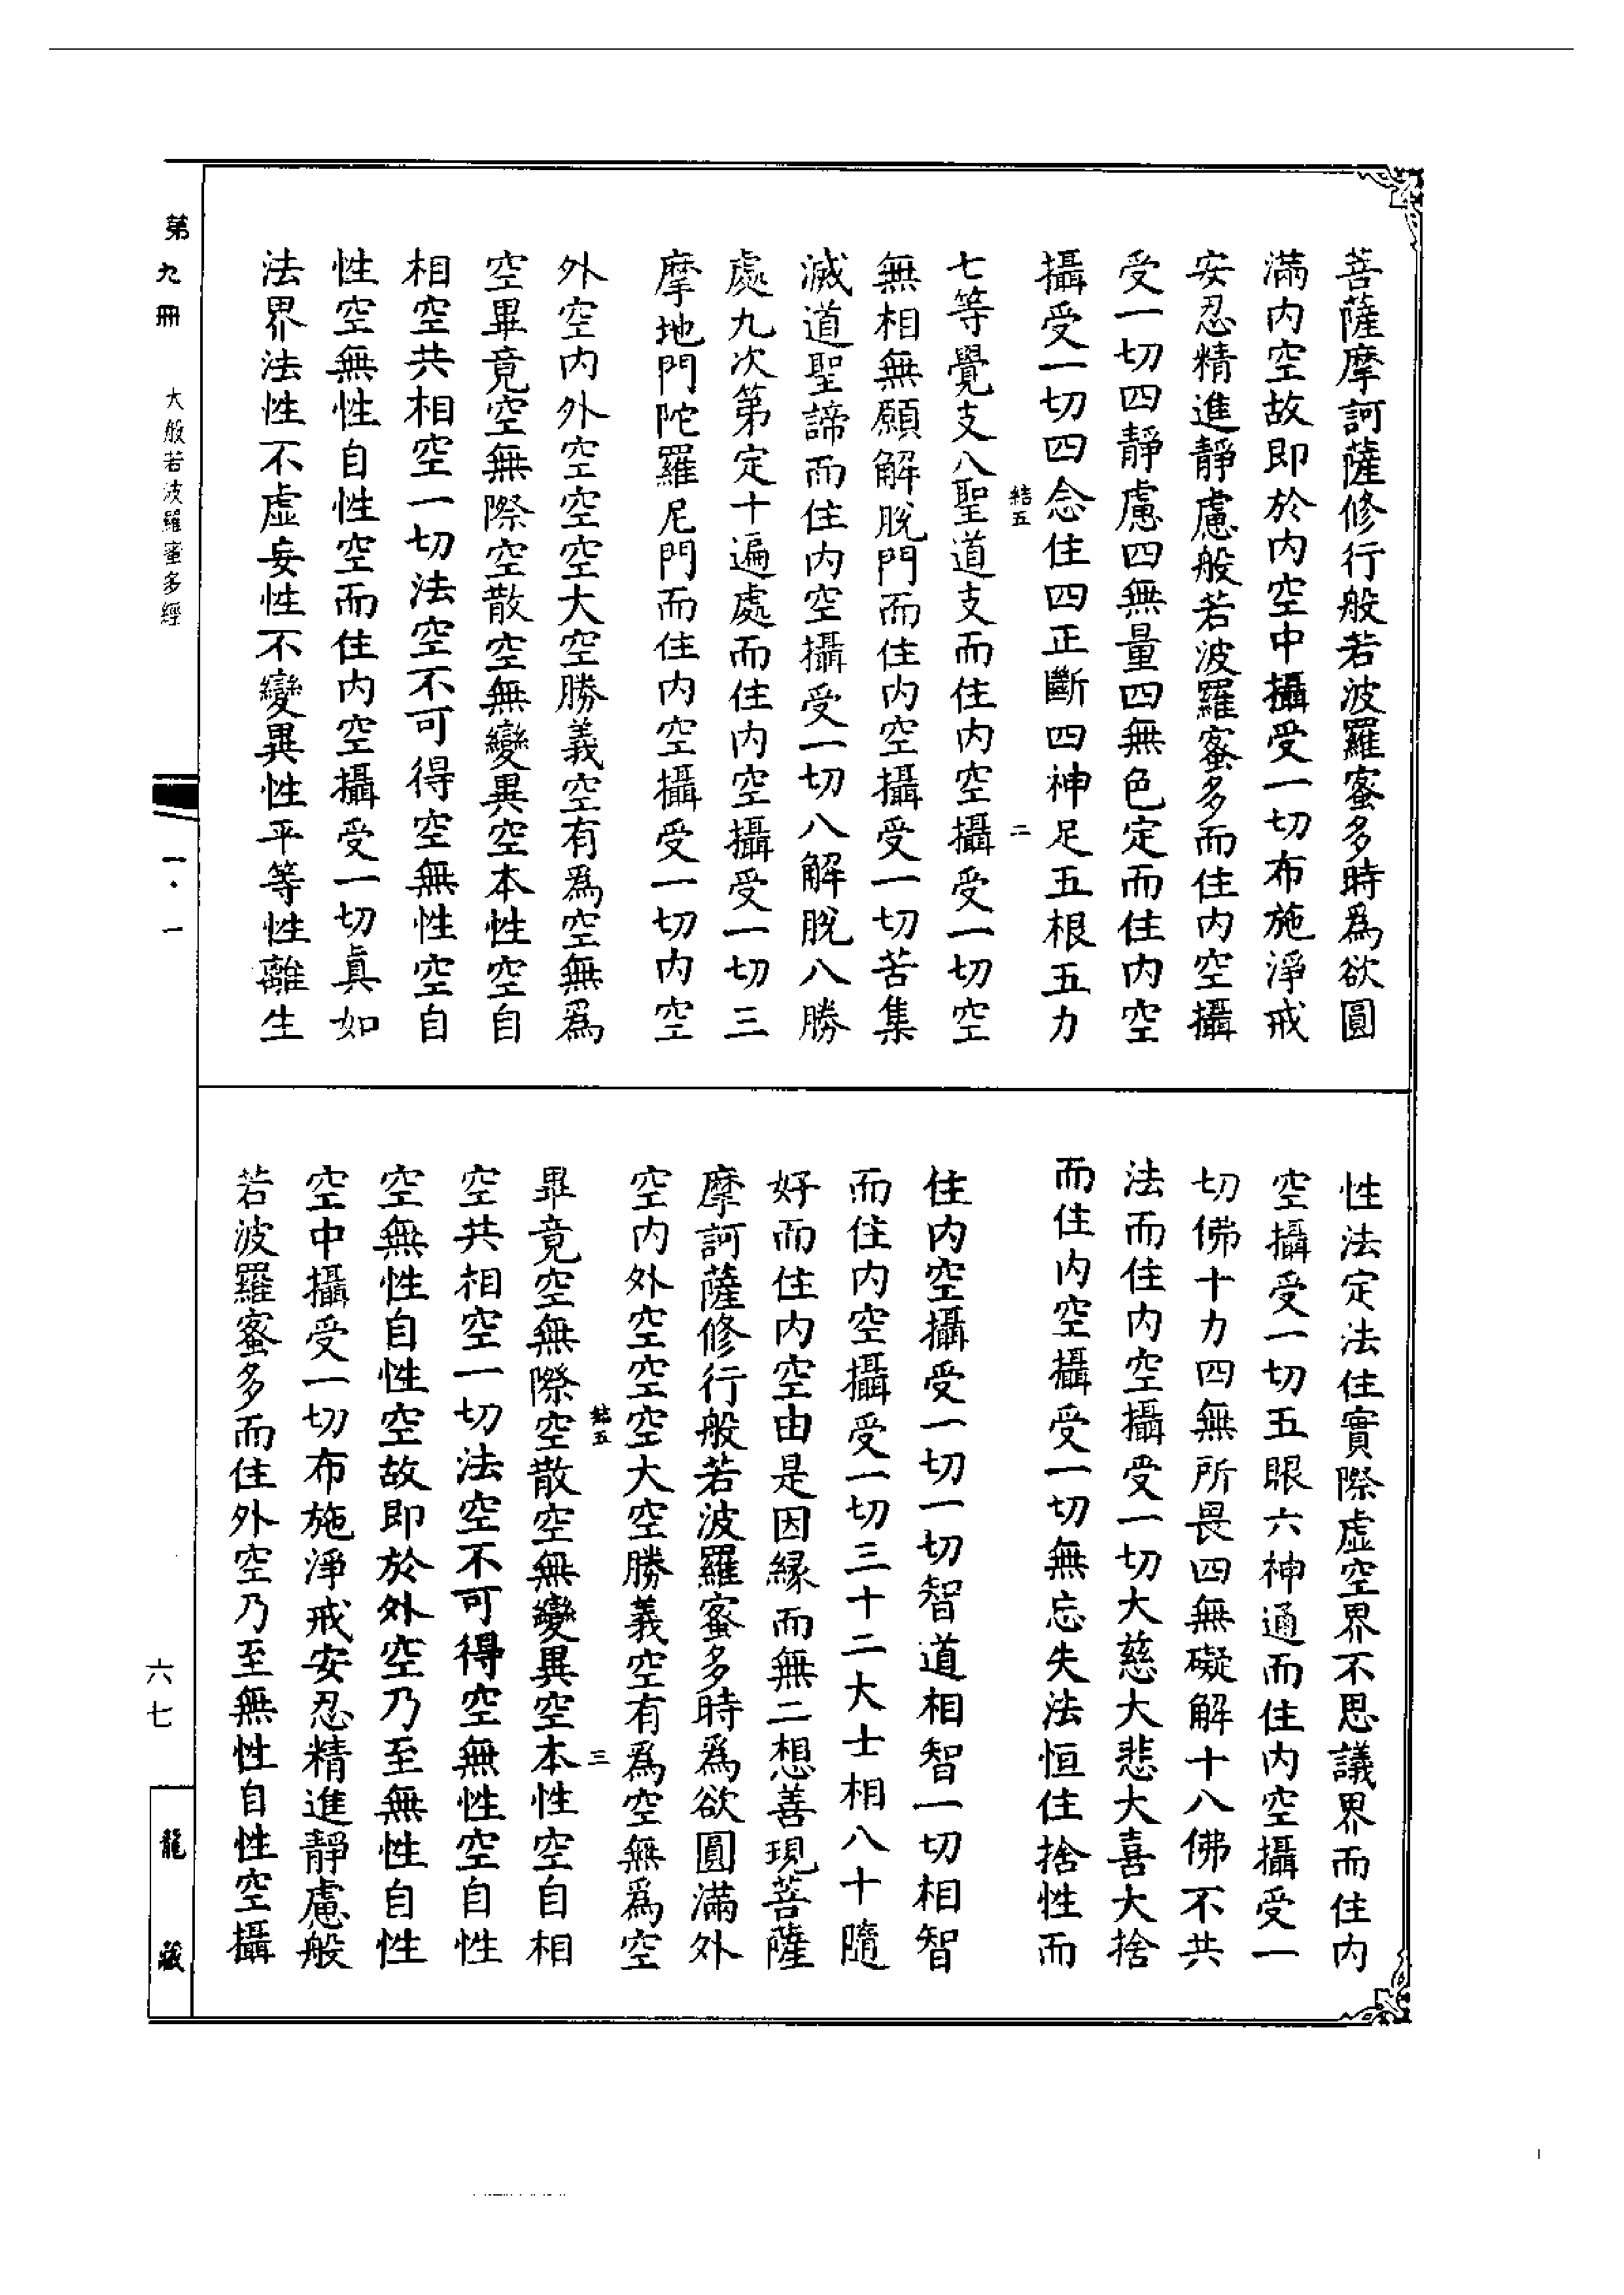 菩薩摩訶薩修行般若波羅蜜多時爲欲圓
滿内空故即於内空中攝受一切布施淨戒
安忍精進靜慮般若波羅蜜多而住内空攝
受一切四靜慮四無量四無色定而住内空
攝受一切四念住四正斷四神足五根五力
結五
二
七等覺支八聖道支而住内空攝受一切空
無相無願解脫門而住内空攝受一切苦集
滅道聖諦而住内空攝受一切八解脫八勝
處九次第定十遍處而住内空攝受一切三
摩地門陀羅尼門而住内空攝受一切内空
外空内外空空空大空勝義空有爲空無爲
空畢竟空無際空散空無變異空本性空自
相空共相空一切法空不可得空無性空自
性空無性自性空而住内空攝受一切眞如
法界法性不虛妄性不變異性平等性離生
性法定法住實際虛空界不思議界而住内
空攝受一切五眼六神通而住内空攝受一
切佛十力四無所畏四無礙解十八佛不共
法而住内空攝受一切大慈大悲大喜大捨
而住内空攝受一切無忘失法恒住捨性而
住内空攝受一切一切智道相智一切相智
而住内空攝受一切三十二大士相八十隨
好而住内空由是因緣而無二想善現菩薩
摩訶薩修行般若波羅蜜多時爲欲圓滿外
空内外空空空大空勝義空有爲空無爲空
結五
三
畢竟空無際空散空無變異空本性空自相
空共相空一切法空不可得空無性空自性
空無性自性空故即於外空乃至無性自性
空中攝受一切布施淨戒安忍精進靜慮般
若波羅蜜多而住外空乃至無性自性空攝
第九冊
大般若波羅蜜多經
一·一
六七
龍藏